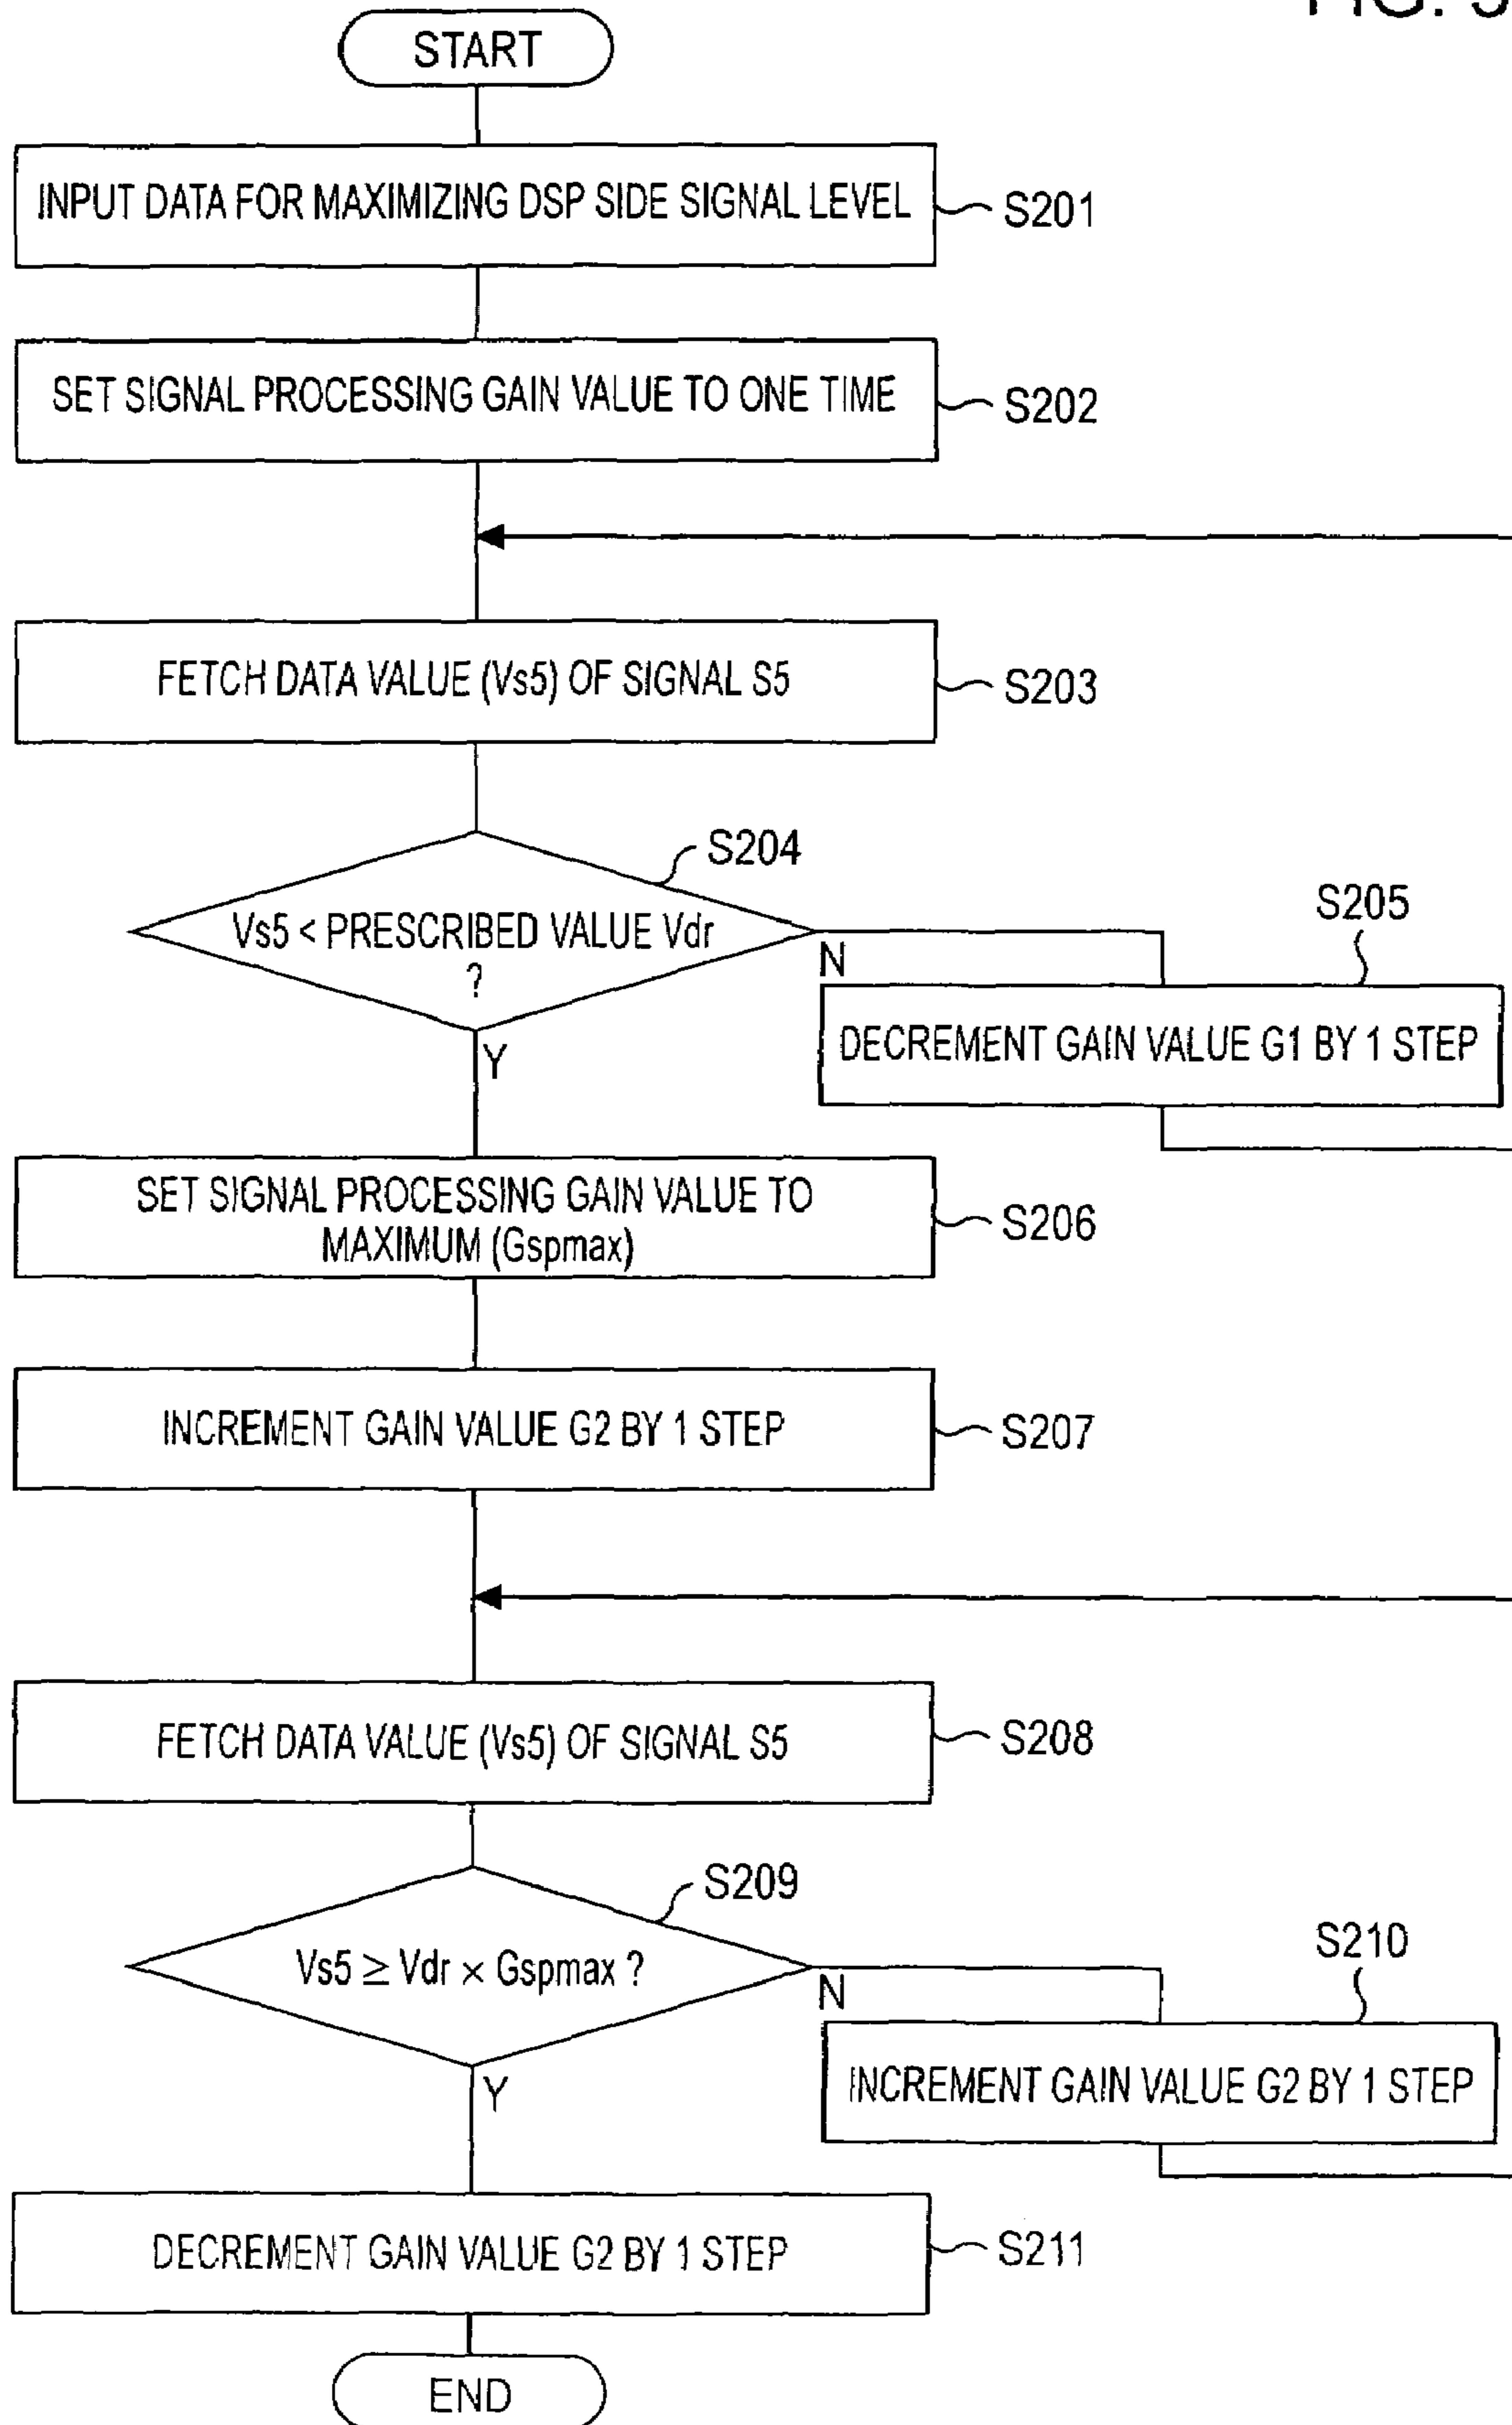 FIG. 5
START
INPUT DATA FOR MAXIMIZING DSP SIDE SIGNAL LEVEL
S201
SET SIGNAL PROCESSING GAIN VALUE TO ONE TIME
S202
FETCH DATA VALUE (Vs5) OF SIGNAL S5
S203
S204
Vs5 < PRESCRIBED VALUE Vdr
?
N
Y
S205
DECREMENT GAIN VALUE G1 BY 1 STEP
SET SIGNAL PROCESSING GAIN VALUE TO
MAXIMUM (Gspmax)
S206
INCREMENT GAIN VALUE G2 BY 1 STEP
S207
FETCH DATA VALUE (Vs5) OF SIGNAL S5
S208
S209
Vs5 ≥ Vdr × Gspmax ?
N
Y
S210
INCREMENT GAIN VALUE G2 BY 1 STEP
DECREMENT GAIN VALUE G2 BY 1 STEP
S211
END